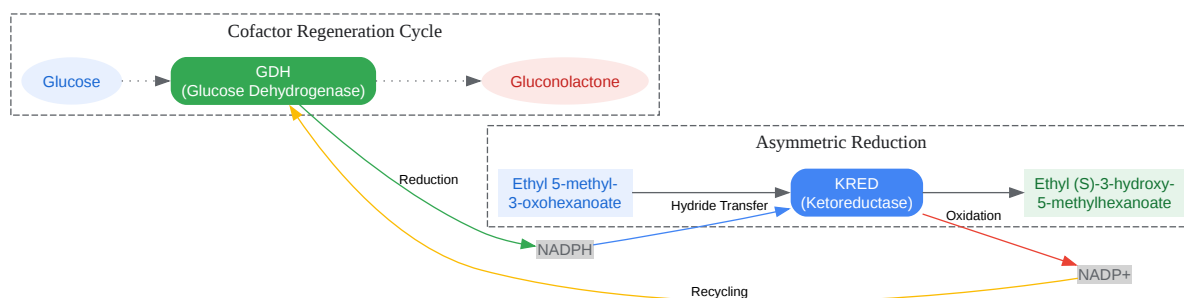 Cofactor Regeneration Cycle
Glucose
GDH
(Glucose Dehydrogenase)
Gluconolactone
Asymmetric Reduction
Reduction
Ethyl 5-methyl-
3-oxohexanoate
Hydride Transfer
KRED
(Ketoreductase)
Oxidation
Ethyl (S)-3-hydroxy-
5-methylhexanoate
NADPH
NADP+
Recycling